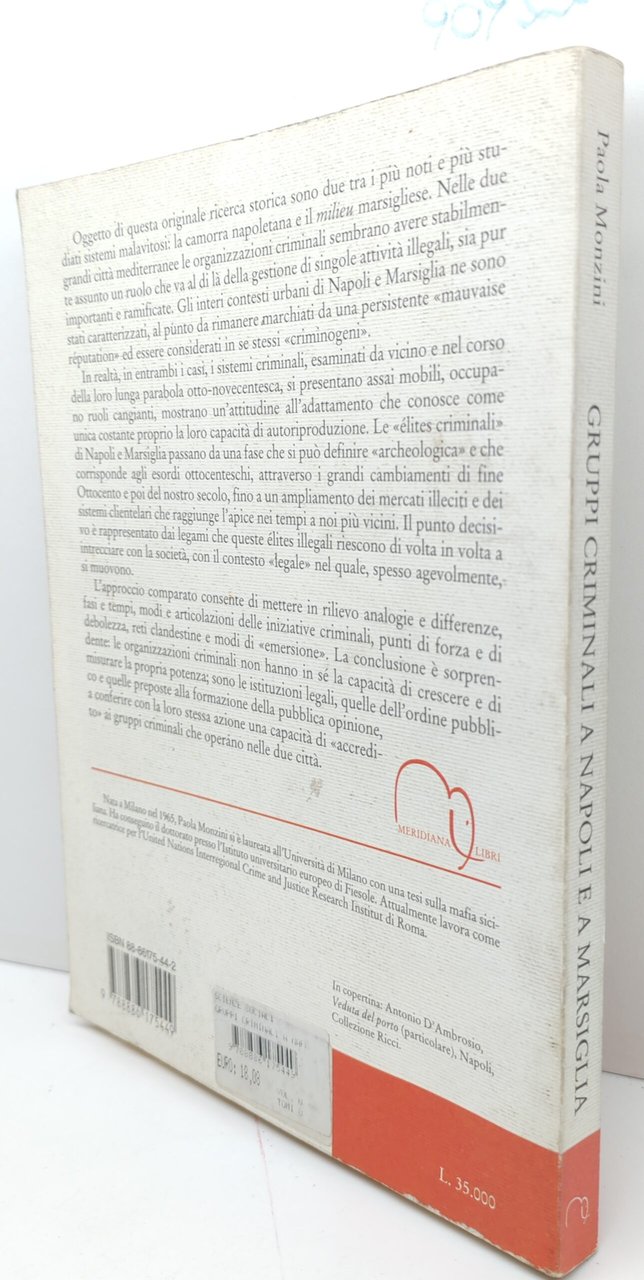 Oggetto di questa originale ricerca storica sono due tra i più noti e più stu-
diati sistemi malavitosi: la camorra napoletana e il milieu marsigliese. Nelle due
grandi città mediterranee le organizzazioni criminali sembrano avere stabilmen-
te assunto un ruolo che va al di là della gestione di singole attività illegali, sia pur
importanti e ramificate. Gli interi contesti urbani di Napoli e Marsiglia ne sono
stati caratterizzati, al punto da rimanere marchiati da una persistente «mauvaise
réputation» ed essere considerati in se stessi «criminogeni».
In realtà, in entrambi i casi, i sistemi criminali, esaminati da vicino e nel corso
della loro lunga parabola otto-novecentesca, si presentano assai mobili, occupa-
no ruoli cangianti, mostrano un'attitudine all'adattamento che conosce come
unica costante proprio la loro capacità di autoriproduzione. Le «élites criminali»
di Napoli e Marsiglia passano da una fase che si può definire «archeologica» e che
corrisponde agli esordi ottocenteschi, attraverso i grandi cambiamenti di fine
Ottocento e poi del nostro secolo, fino a un ampliamento dei mercati illeciti e dei
sistemi clientelari che raggiunge l'apice nei tempi a noi più vicini. Il punto decisi-
vo è rappresentato dai legami che queste élites illegali riescono di volta in volta a
intrecciare con la società, con il contesto «legale» nel quale, spesso agevolmente,
si muovono.
L'approccio comparato consente di mettere in rilievo analogie e differenze,
fasi e tempi, modi e articolazioni delle iniziative criminali, punti di forza e di
debolezza, reti clandestine e modi di «emersione». La conclusione è sorpren-
dente: le organizzazioni criminali non hanno in sé la capacità di crescere e di
misurare la propria potenza; sono le istituzioni legali, quelle dell'ordine pubbli-
co e quelle preposte alla formazione della pubblica opinione,
a conferire con la loro stessa azione una capacità di «accredi-
to» ai gruppi criminali che operano nelle due città.
MERIDIANA LIBRI
Nata a Milano nel 1965, Paola Monzini si è laureata all'Università di Milano con una tesi sulla mafia sici-
liana. Ha conseguito il dottorato presso l'Istituto universitario europeo di Fiesole. Attualmente lavora come
ricercatrice per l'United Nations Interregional Crime and Justice Research Institut di Roma.
ISBN 88-86175-44-2
9 788886 175449
In copertina: Antonio D'Ambrosio,
Veduta del porto (particolare), Napoli,
Collezione Ricci.
SCIENZE SOCIALI
GRUPPI CRIMINALI A NAPL
EURO: 18,08
L. 35.000
Paola Monzini
GRUPPI CRIMINALI A NAPOLI E A MARSIGLIA